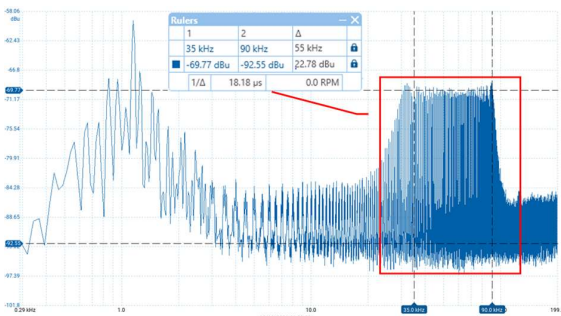 -58.06
dBu
Rulers
1 2 Δ
35 kHz 90 kHz 55 kHz
-69.77 dBu -92.55 dBu 22.78 dBu
1/Δ 18.18 µs 0.0 RPM
-62.43
-66.8
-69.77
-71.17
-75.54
-79.91
-84.28
-88.65
-92.55
-97.39
-101.8
0.29 kHz 1.0 10.0 35.0 kHz 90.0 kHz 199.